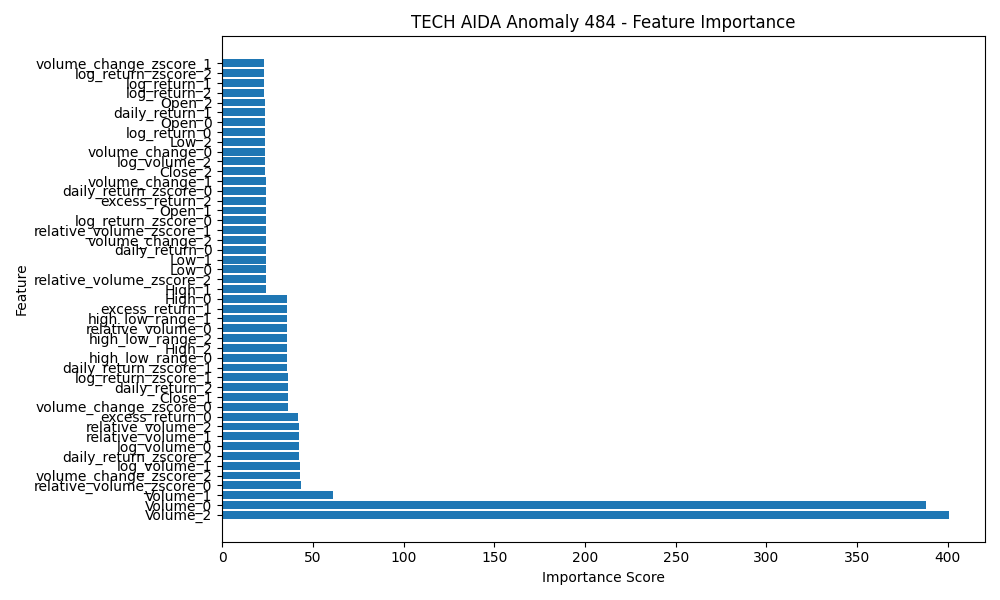 TECH AIDA Anomaly 484 - Feature Importance
volume_change_zscore_1
log_return_zscore_2
log_return_1
log_return_2
Open_2
daily_return_1
Open_0
log_return_0
Low_2
volume_change_0
log_volume_2
Close_2
volume_change_1
daily_return_zscore_0
excess_return_2
Open_1
log_return_zscore_0
relative_volume_zscore_1
volume_change_2
daily_return_0
Low_1
Low_0
relative_volume_zscore_2
High_1
High_0
excess_return_1
high_low_range_1
relative_volume_0
high_low_range_2
High_2
high_low_range_0
daily_return_zscore_1
log_return_zscore_1
daily_return_2
Close_1
volume_change_zscore_0
excess_return_0
relative_volume_2
relative_volume_1
log_volume_0
daily_return_zscore_2
log_volume_1
volume_change_zscore_2
relative_volume_zscore_0
Volume_1
Volume_0
Volume_2
Feature
0 50 100 150 200 250 300 350 400
Importance Score